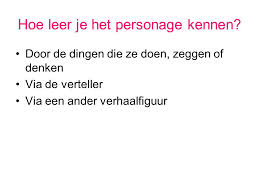 Hoe leer je het personage kennen?
• Door de dingen die ze doen, zeggen of
denken
• Via de verteller
• Via een ander verhaalfiguur